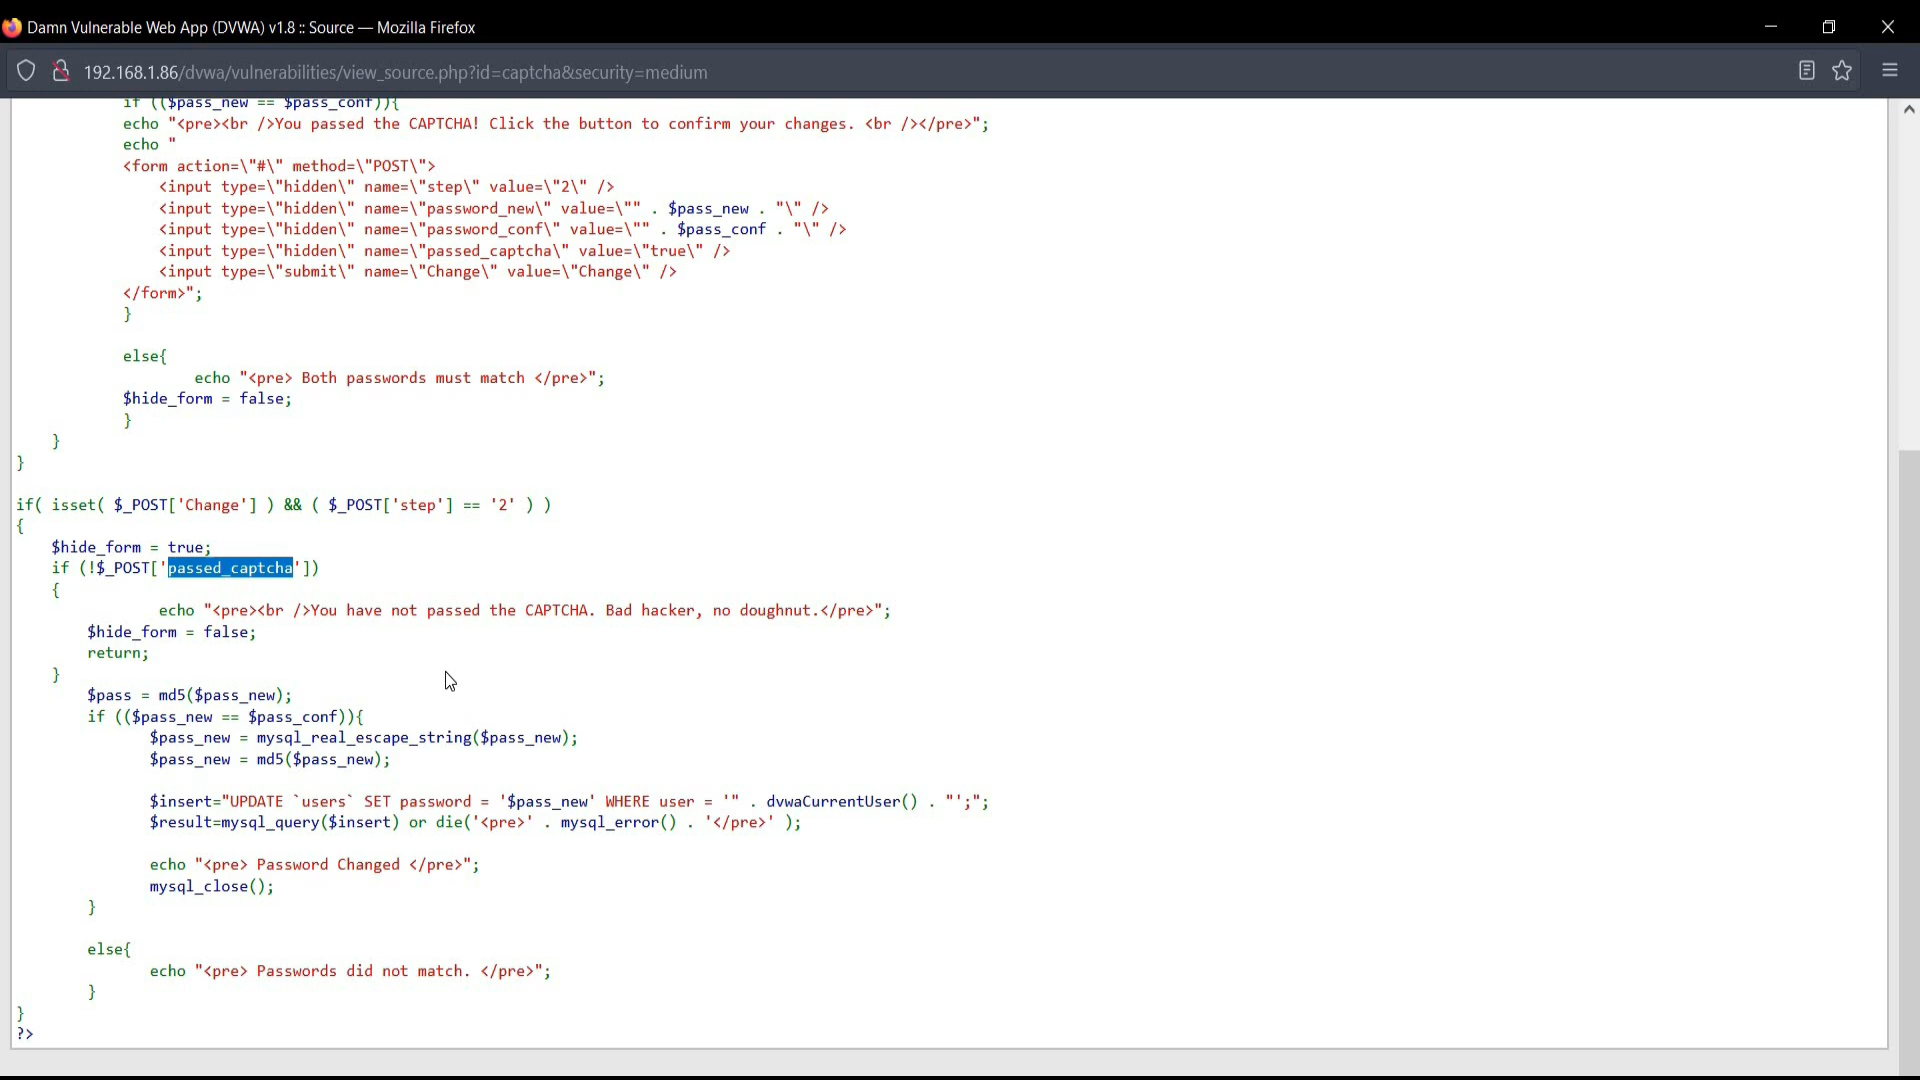 Damn Vulnerable Web App (DVWA) v1.8 :: Source — Mozilla Firefox
192.168.1.86/dvwa/vulnerabilities/view_source.php?id=captcha&security=medium
if (($pass_new == $pass_conf)){
echo "<pre><br />You passed the CAPTCHA! Click the button to confirm your changes. <br /></pre>";
echo "
<form action=\"#\" method=\"POST\">
<input type=\"hidden\" name=\"step\" value=\"2\" />
<input type=\"hidden\" name=\"password_new\" value=\"" . $pass_new . "\" />
<input type=\"hidden\" name=\"password_conf\" value=\"" . $pass_conf . "\" />
<input type=\"hidden\" name=\"passed_captcha\" value=\"true\" />
<input type=\"submit\" name=\"Change\" value=\"Change\" />
</form>";
}
else{
echo "<pre> Both passwords must match </pre>";
$hide_form = false;
}
}
}
if( isset( $_POST['Change'] ) && ( $_POST['step'] == '2' ) )
{
$hide_form = true;
if (!$_POST['passed_captcha'])
{
echo "<pre><br />You have not passed the CAPTCHA. Bad hacker, no doughnut.</pre>";
$hide_form = false;
return;
}
$pass = md5($pass_new);
if (($pass_new == $pass_conf)){
$pass_new = mysql_real_escape_string($pass_new);
$pass_new = md5($pass_new);
$insert="UPDATE `users` SET password = '$pass_new' WHERE user = '" . dvwaCurrentUser() . "';";
$result=mysql_query($insert) or die('<pre>' . mysql_error() . '</pre>' );
echo "<pre> Password Changed </pre>";
mysql_close();
}
else{
echo "<pre> Passwords did not match. </pre>";
}
}
?>